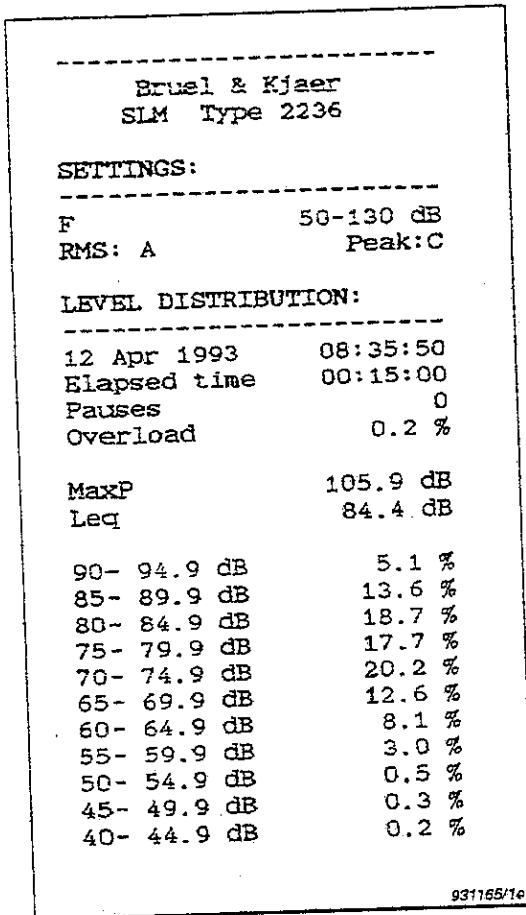 Bruel & Kjaer
SLM Type 2236
SETTINGS:
F 50-130 dB
RMS: A Peak:C
LEVEL DISTRIBUTION:
12 Apr 1993 08:35:50
Elapsed time 00:15:00
Pauses 0
Overload 0.2 %
MaxP 105.9 dB
Leq 84.4 dB
90- 94.9 dB 5.1 %
85- 89.9 dB 13.6 %
80- 84.9 dB 18.7 %
75- 79.9 dB 17.7 %
70- 74.9 dB 20.2 %
65- 69.9 dB 12.6 %
60- 64.9 dB 8.1 %
55- 59.9 dB 3.0 %
50- 54.9 dB 0.5 %
45- 49.9 dB 0.3 %
40- 44.9 dB 0.2 %